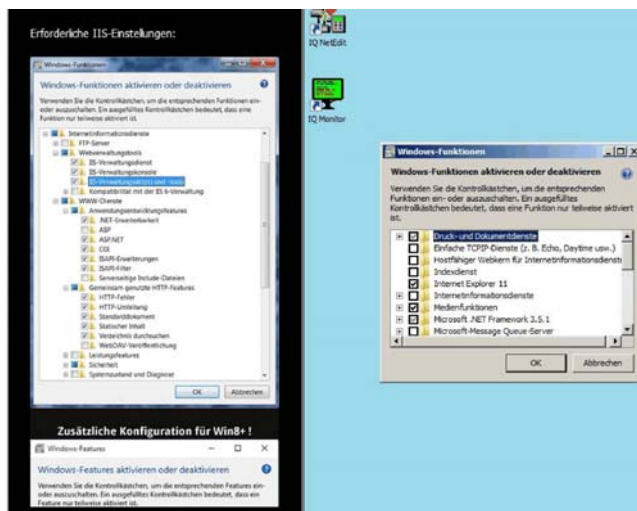 Erforderliche IIS-Einstellungen:
Windows-Funktionen
Windows-Funktionen aktivieren oder deaktivieren
Verwenden Sie die Kontrollkästchen, um die entsprechenden Funktionen ein-
oder auszuschalten. Ein ausgefülltes Kontrollkästchen bedeutet, dass eine
Funktion nur teilweise aktiviert ist.
Internetinformationsdienste
FTP-Server
Webverwaltungstools
IIS-Verwaltungsdienst
IIS-Verwaltungskonsole
IIS-Verwaltungsskripts und -tools
Kompatibilität mit der IIS 6-Verwaltung
WWW-Dienste
Anwendungsentwicklungsfeatures
.NET-Erweiterbarkeit
ASP
ASP.NET
CGI
ISAPI-Erweiterungen
ISAPI-Filter
Serverseitige Include-Dateien
Gemeinsam genutzte HTTP-Features
HTTP-Fehler
HTTP-Umleitung
Standarddokument
Statischer Inhalt
Verzeichnis durchsuchen
WebDAV-Veröffentlichung
Leistungsfeatures
Sicherheit
Systemzustand und Diagnose
OK Abbrechen
Zusätzliche Konfiguration für Win8+ !
Windows-Features
Windows-Features aktivieren oder deaktivieren
Verwenden Sie die Kontrollkästchen, um die entsprechenden Features ein-
oder auszuschalten. Ein ausgefülltes Kontrollkästchen bedeutet, dass ein
Feature nur teilweise aktiviert ist.
IQ NetEdit
IQ Monitor
Windows-Funktionen
Windows-Funktionen aktivieren oder deaktivieren
Verwenden Sie die Kontrollkästchen, um die entsprechenden
Funktionen ein- oder auszuschalten. Ein ausgefülltes
Kontrollkästchen bedeutet, dass eine Funktion nur teilweise aktiviert
ist.
Druck- und Dokumentdienste
Einfache TCPIP-Dienste (z. B. Echo, Daytime usw.)
Hostfähiger Webkern für Internetinformationsdienste
Indexdienst
Internet Explorer 11
Internetinformationsdienste
Medienfunktionen
Microsoft .NET Framework 3.5.1
Microsoft-Message Queue-Server
OK Abbrechen